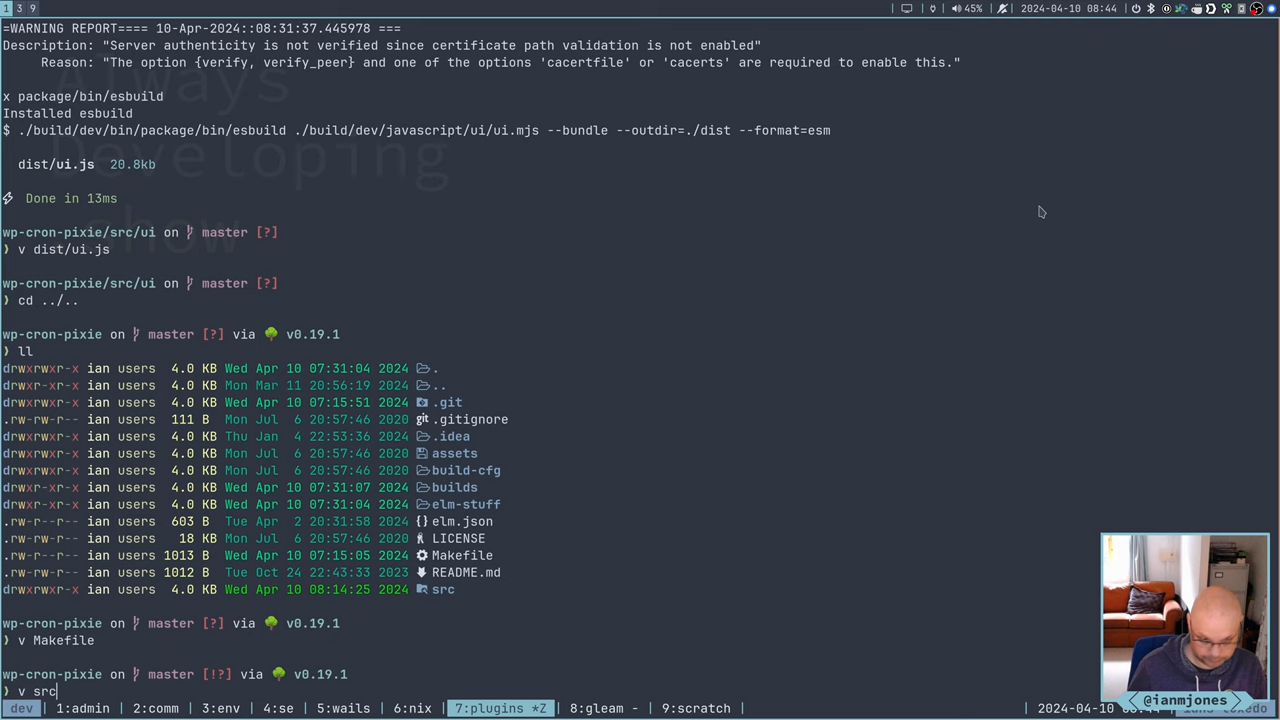 1 3 9 45% 2024-04-10 08:44
=WARNING REPORT==== 10-Apr-2024::08:31:37.445978 ===
Description: "Server authenticity is not verified since certificate path validation is not enabled"
Reason: "The option {verify, verify_peer} and one of the options 'cacertfile' or 'cacerts' are required to enable this."
Always
x package/bin/esbuild
Installed esbuild
$ ./build/dev/bin/package/bin/esbuild ./build/dev/javascript/ui/ui.mjs --bundle --outdir=./dist --format=esm
Developing
dist/ui.js 20.8kb
Done in 13ms
show
wp-cron-pixie/src/ui on master [?]
❯ v dist/ui.js
wp-cron-pixie/src/ui on master [?]
❯ cd ../..
wp-cron-pixie on master [?] via 🌳 v0.19.1
❯ ll
drwxrwxr-x ian users 4.0 KB Wed Apr 10 07:31:04 2024 .
drwxr-xr-x ian users 4.0 KB Mon Mar 11 20:56:19 2024 ..
drwxrwxr-x ian users 4.0 KB Wed Apr 10 07:15:51 2024 .git
.rw-rw-r-- ian users 111 B Mon Jul 6 20:57:46 2020 .gitignore
drwxrwxr-x ian users 4.0 KB Thu Jan 4 22:53:36 2024 .idea
drwxrwxr-x ian users 4.0 KB Mon Jul 6 20:57:46 2020 assets
drwxrwxr-x ian users 4.0 KB Mon Jul 6 20:57:46 2020 build-cfg
drwxrwxr-x ian users 4.0 KB Wed Apr 10 07:31:07 2024 builds
drwxr-xr-x ian users 4.0 KB Wed Apr 10 07:31:04 2024 elm-stuff
.rw-r--r-- ian users 603 B Tue Apr 2 20:31:58 2024 elm.json
.rw-rw-r-- ian users 18 KB Mon Jul 6 20:57:46 2020 LICENSE
.rw-r--r-- ian users 1013 B Wed Apr 10 07:15:05 2024 Makefile
.rw-rw-r-- ian users 1012 B Tue Oct 24 22:43:33 2023 README.md
drwxrwxr-x ian users 4.0 KB Wed Apr 10 08:14:25 2024 src
wp-cron-pixie on master [?] via 🌳 v0.19.1
❯ v Makefile
wp-cron-pixie on master [!?] via 🌳 v0.19.1
❯ v src
@ianmjones
dev | 1:admin | 2:comm | 3:env | 4:se | 5:wails | 6:nix | 7:plugins *Z | 8:gleam - | 9:scratch | 2024-04-10